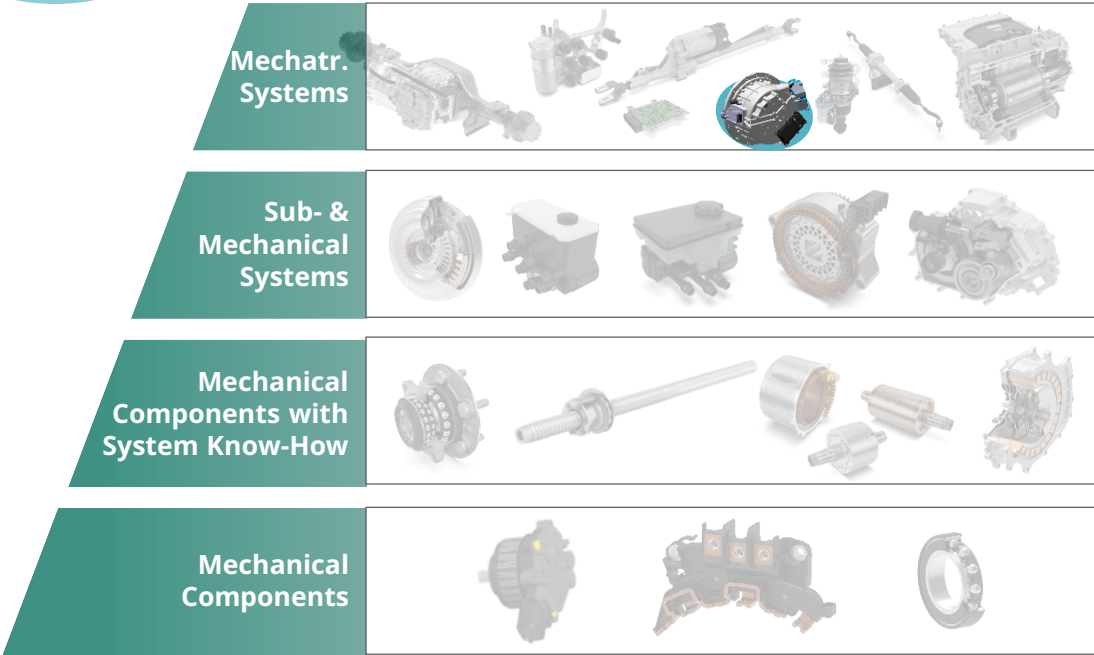 Mechatr.
Systems
Sub- &
Mechanical
Systems
Mechanical
Components with
System Know-How
Mechanical
Components